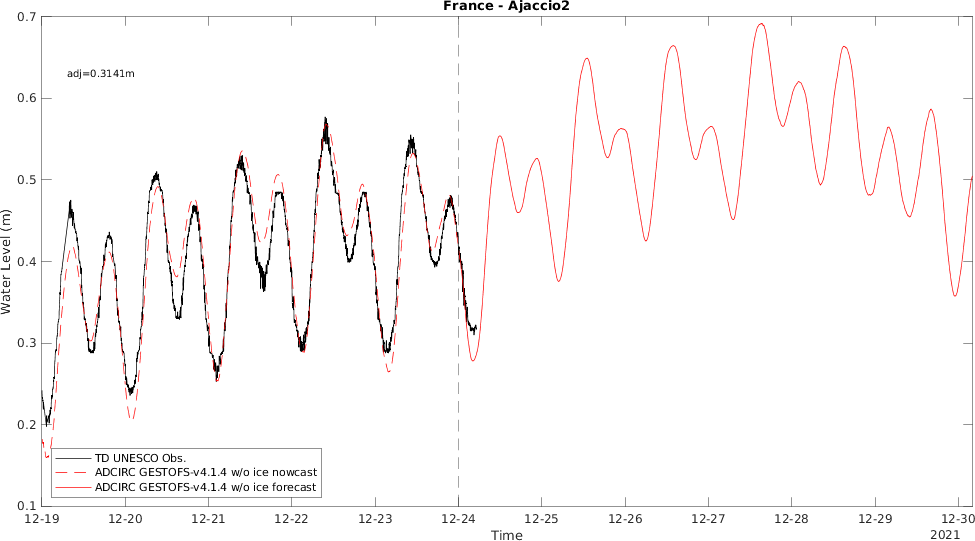 France - Ajaccio2
0.7
0.6
0.5
0.4
0.3
0.2
0.1
Water Level (m)
adj=0.3141m
TD UNESCO Obs.
ADCIRC GESTOFS-v4.1.4 w/o ice nowcast
ADCIRC GESTOFS-v4.1.4 w/o ice forecast
12-19 12-20 12-21 12-22 12-23 12-24 12-25 12-26 12-27 12-28 12-29 12-30
Time
2021